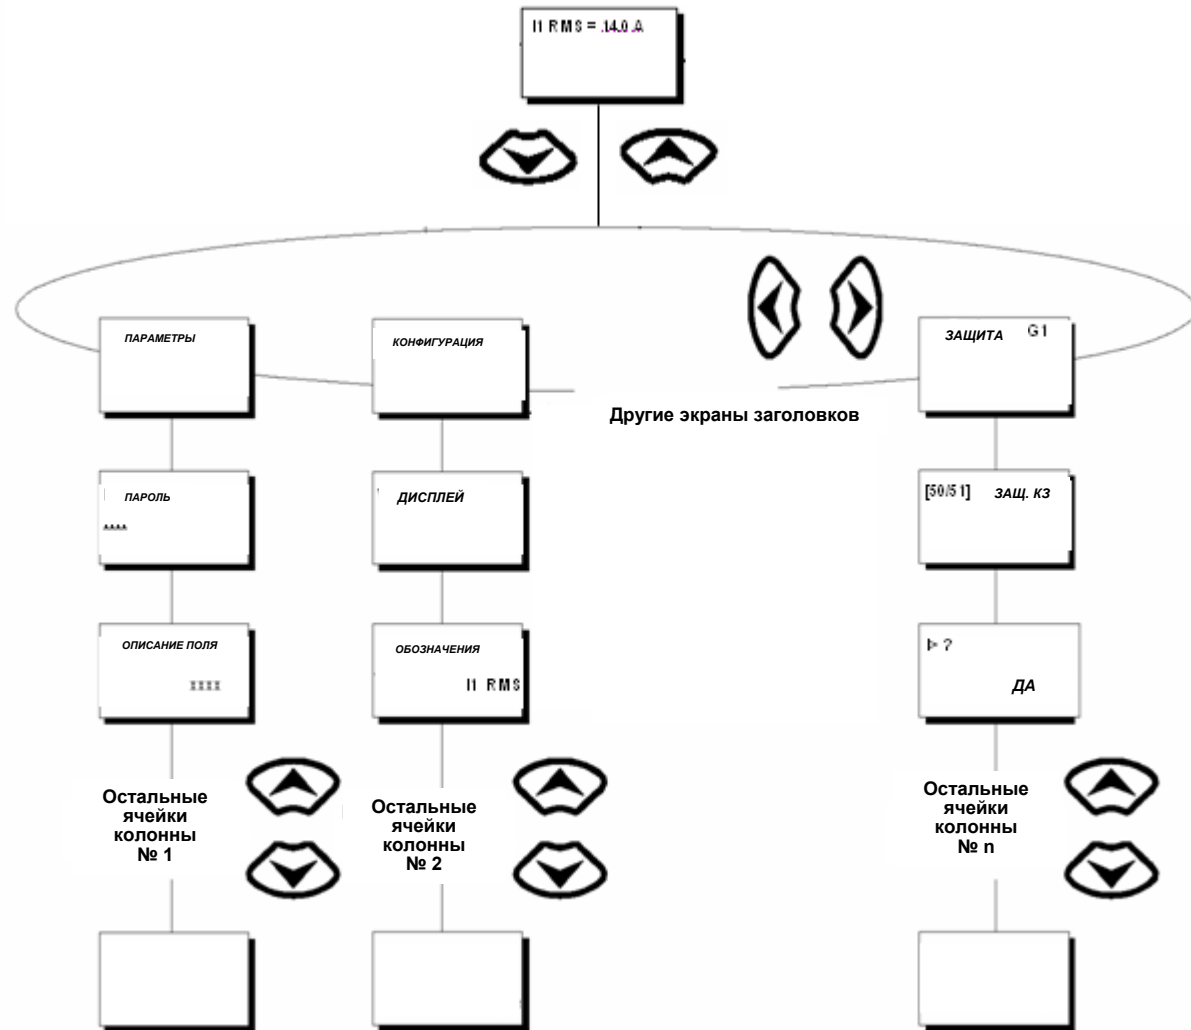 I1 RMS = 14.0 A
ПАРАМЕТРЫ
КОНФИГУРАЦИЯ
ЗАЩИТА G1
Другие экраны заголовков
ПАРОЛЬ
ДИСПЛЕЙ
[50/51] ЗАЩ. КЗ
ОПИСАНИЕ ПОЛЯ
XXXX
ОБОЗНАЧЕНИЯ
I1 RMS
I> ?
ДА
Остальные
ячейки
колонны
№ 1
Остальные
ячейки
колонны
№ 2
Остальные
ячейки
колонны
№ n